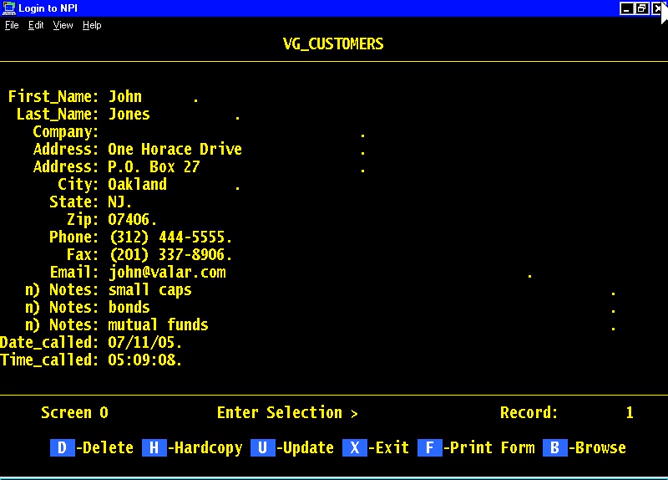 Login to NPI
File Edit View Help
VG_CUSTOMERS
First_Name: John .
Last_Name: Jones .
Company: .
Address: One Horace Drive .
Address: P.O. Box 27 .
City: Oakland .
State: NJ.
Zip: 07406.
Phone: (312) 444-5555.
Fax: (201) 337-8906.
Email: john@valar.com .
n) Notes: small caps .
n) Notes: bonds .
n) Notes: mutual funds .
Date_called: 07/11/05.
Time_called: 05:09:08.
Screen 0 Enter Selection > Record: 1
D -Delete H -Hardcopy U -Update X -Exit F -Print Form B -Browse